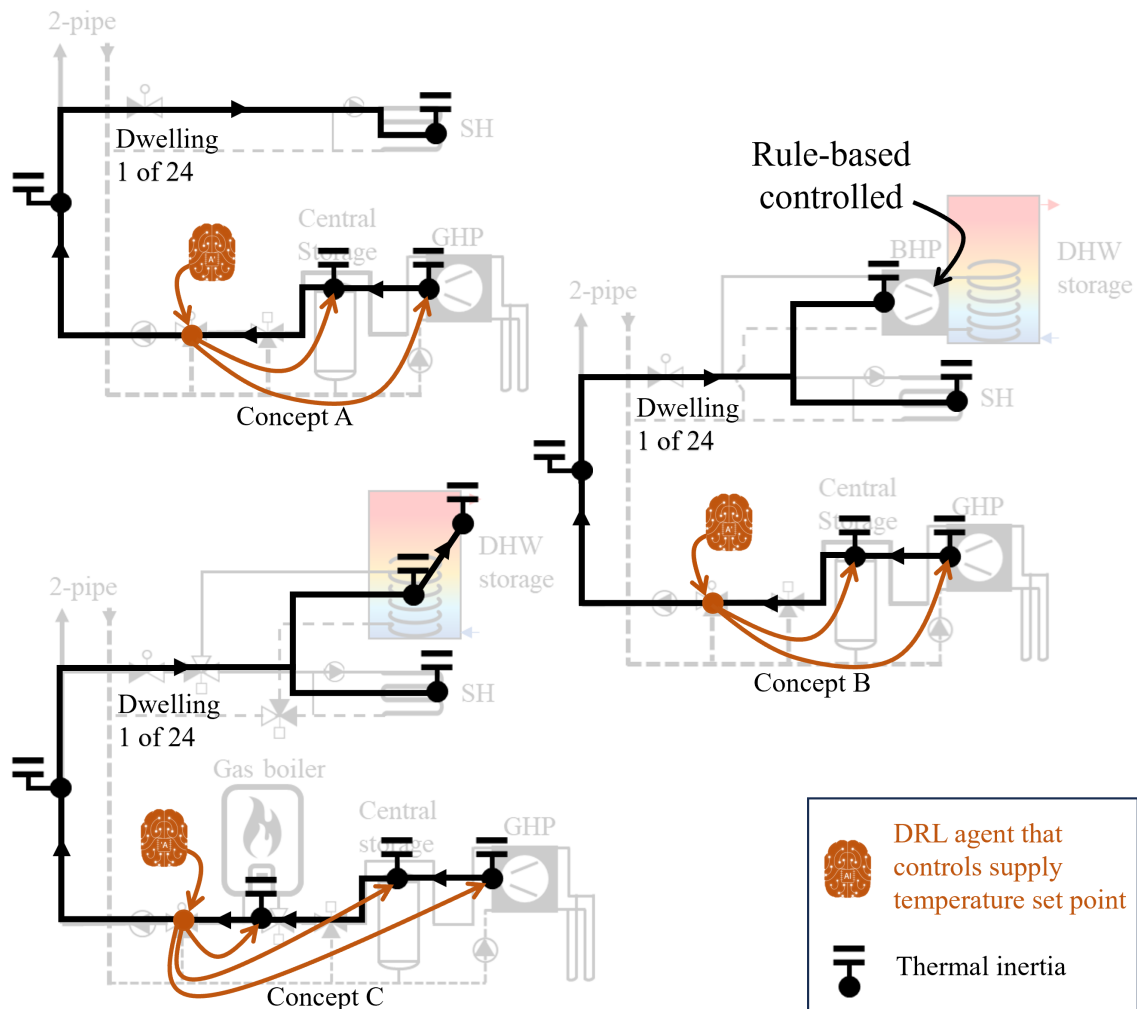 2-pipe
Dwelling
1 of 24
SH
Central
Storage
GHP
Concept A
Rule-based
controlled
BHP
DHW
storage
2-pipe
Dwelling
1 of 24
SH
Central
Storage
GHP
Concept B
DHW
storage
2-pipe
Dwelling
1 of 24
SH
Gas boiler
Central
storage
GHP
Concept C
AI
DRL agent that
controls supply
temperature set point
Thermal inertia